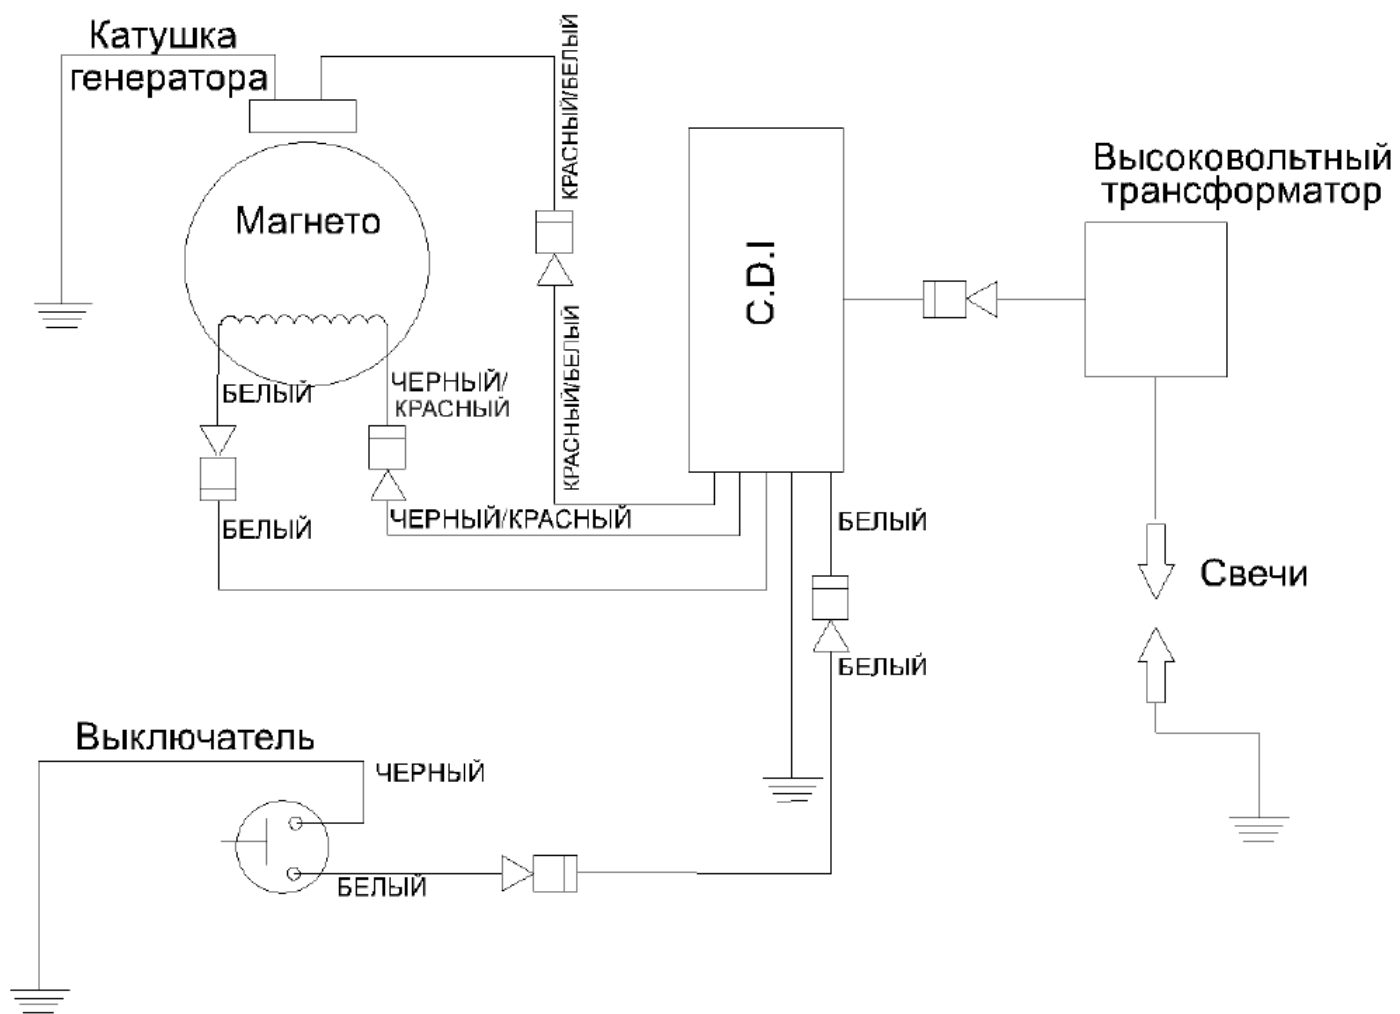 Катушка
генератора
КРАСНЫЙ/БЕЛЫЙ
Магнето
C.D.I
Высоковольтный
трансформатор
КРАСНЫЙ/БЕЛЫЙ
БЕЛЫЙ
ЧЕРНЫЙ/
КРАСНЫЙ
БЕЛЫЙ
ЧЕРНЫЙ/КРАСНЫЙ
БЕЛЫЙ
Свечи
БЕЛЫЙ
Выключатель
ЧЕРНЫЙ
БЕЛЫЙ